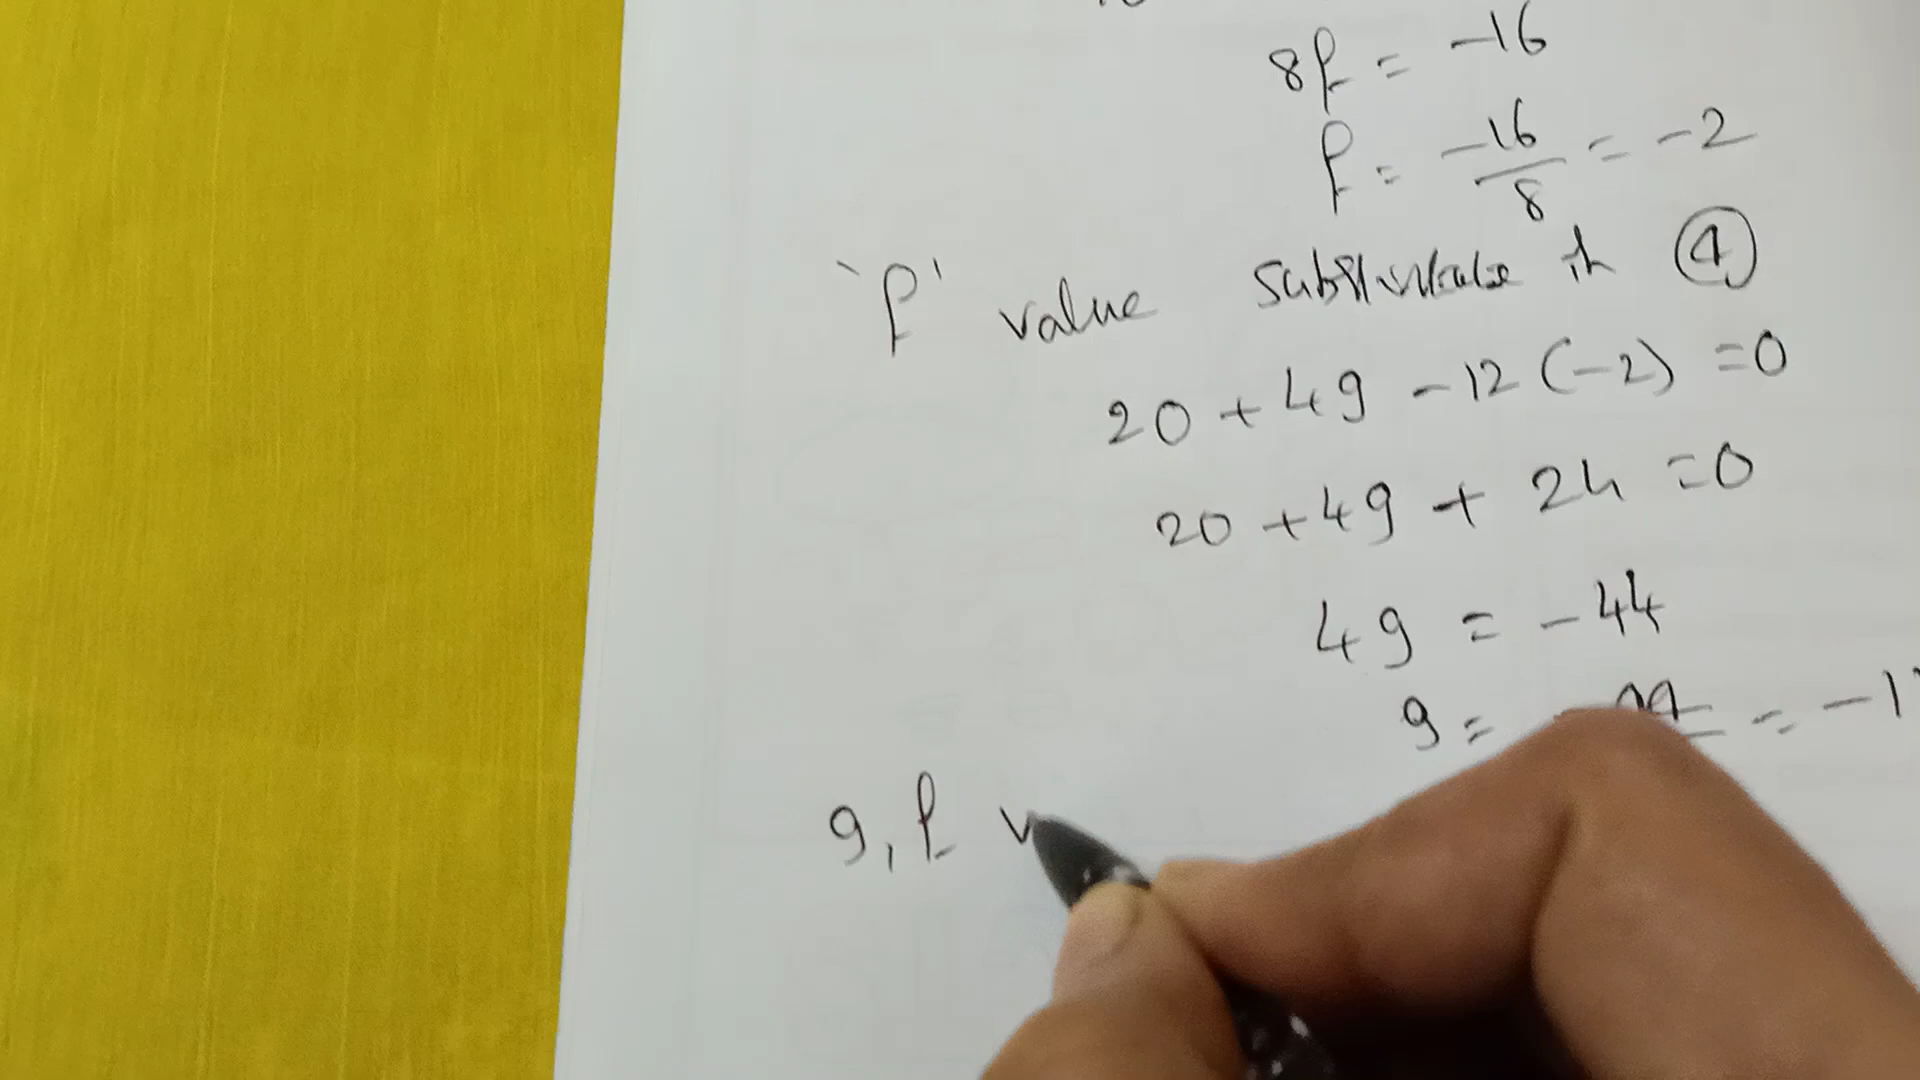 8f = -16
f = -16/8 = -2
'f' value substitute in ④
20 + 4g - 12 (-2) = 0
20 + 4g + 24 = 0
4g = -44
g = = -1
g, f